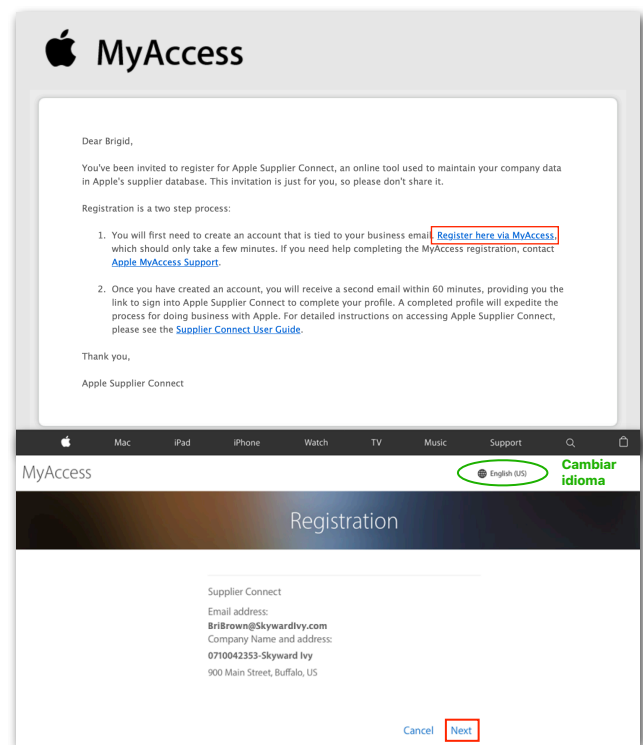 MyAccess
Dear Brigid,
You've been invited to register for Apple Supplier Connect, an online tool used to maintain your company data
in Apple's supplier database. This invitation is just for you, so please don't share it.
Registration is a two step process:
1. You will first need to create an account that is tied to your business email. Register here via MyAccess,
which should only take a few minutes. If you need help completing the MyAccess registration, contact
Apple MyAccess Support.
2. Once you have created an account, you will receive a second email within 60 minutes, providing you the
link to sign into Apple Supplier Connect to complete your profile. A completed profile will expedite the
process for doing business with Apple. For detailed instructions on accessing Apple Supplier Connect,
please see the Supplier Connect User Guide.
Thank you,
Apple Supplier Connect
Mac iPad iPhone Watch TV Music Support
MyAccess English (US) Cambiar
idioma
Registration
Supplier Connect
Email address:
BriBrown@SkywardIvy.com
Company Name and address:
0710042353-Skyward Ivy
900 Main Street, Buffalo, US
Cancel Next